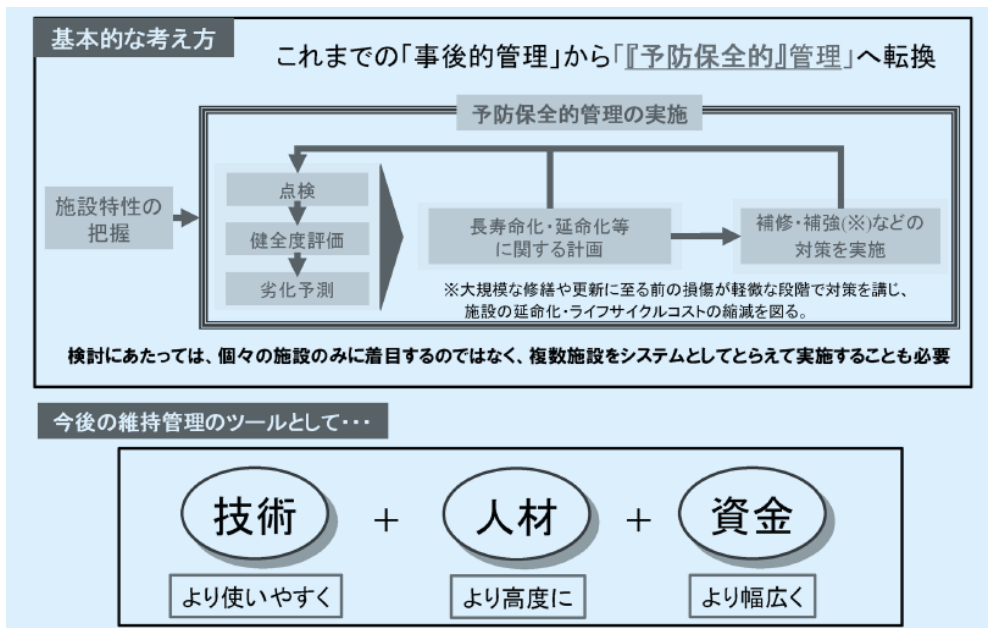 基本的な考え方
これまでの「事後的管理」から「『予防保全的』管理」へ転換
予防保全的管理の実施
施設特性の
把握
点検
健全度評価
劣化予測
長寿命化・延命化等
に関する計画
補修・補強(※)などの
対策を実施
※大規模な修繕や更新に至る前の損傷が軽微な段階で対策を講じ、
施設の延命化・ライフサイクルコストの縮減を図る。
検討にあたっては、個々の施設のみに着目するのではなく、複数施設をシステムとしてとらえて実施することも必要
今後の維持管理のツールとして・・・
技術 + 人材 + 資金
より使いやすく より高度に より幅広く